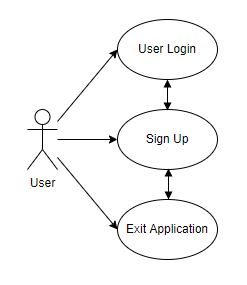 User Login
Sign Up
User
Exit Application